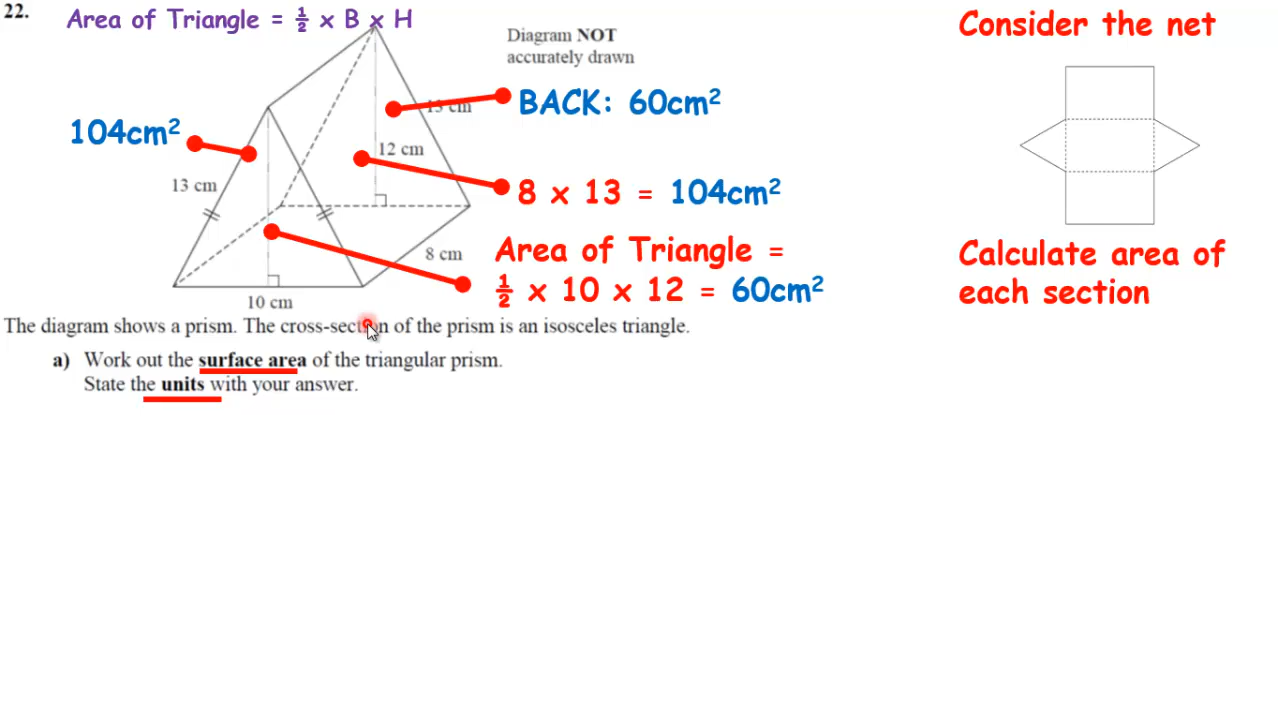 22.
Area of Triangle = ½ x B x H
Diagram NOT
accurately drawn
Consider the net
BACK: 60cm²
13 cm
104cm²
12 cm
13 cm
8 x 13 = 104cm²
8 cm
Area of Triangle =
½ x 10 x 12 = 60cm²
10 cm
Calculate area of
each section
The diagram shows a prism. The cross-section of the prism is an isosceles triangle.
a) Work out the surface area of the triangular prism.
State the units with your answer.